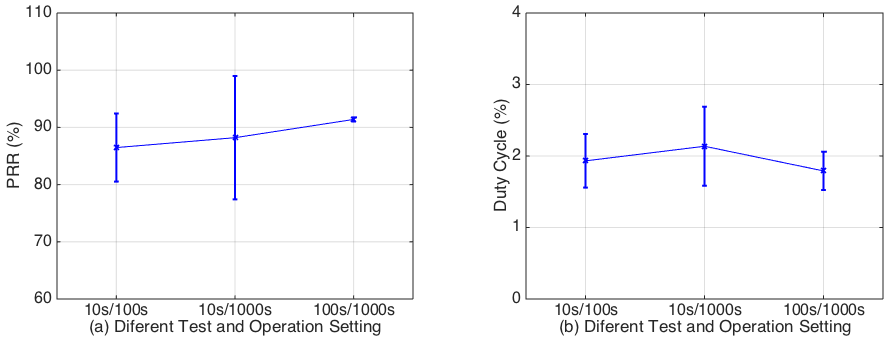 110
100
90
80
70
60
PRR (%)
10s/100s 10s/1000s 100s/1000s
(a) Diferent Test and Operation Setting
4
3
2
1
0
Duty Cycle (%)
10s/100s 10s/1000s 100s/1000s
(b) Diferent Test and Operation Setting